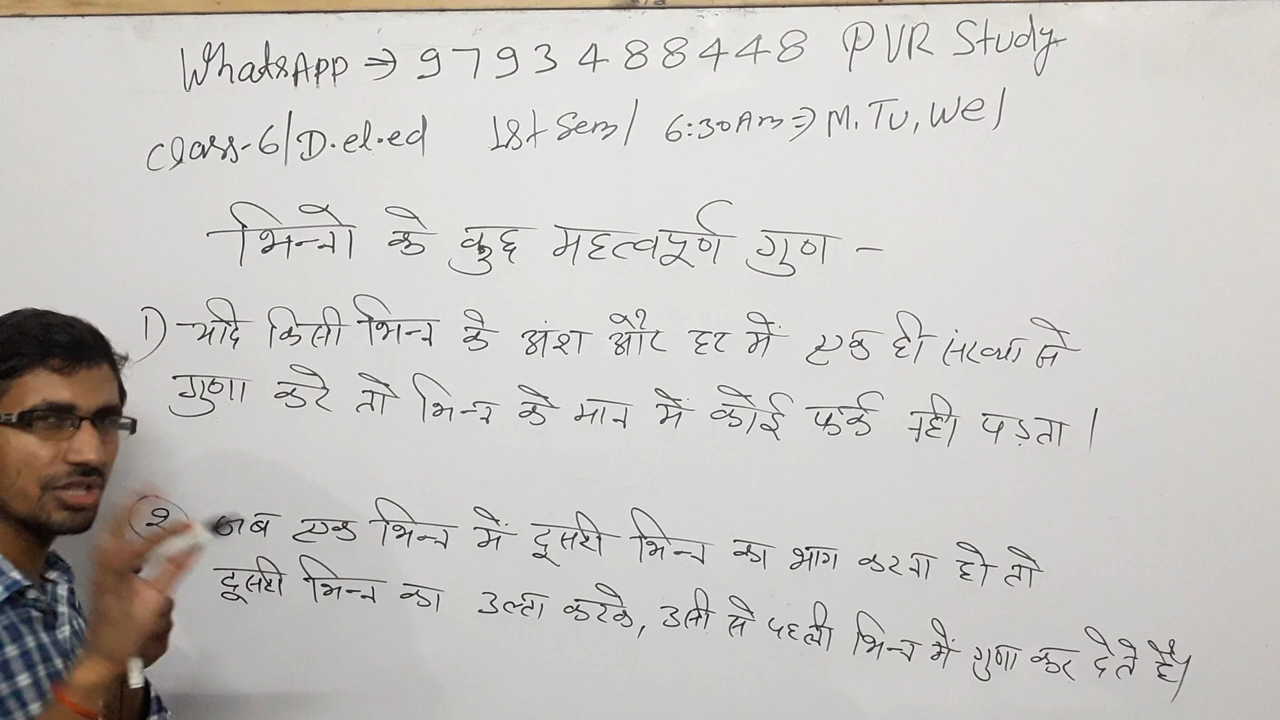 WhatsApp ⇒ 9793488448 PVR Study
Class-6/D.el.ed 1st Sem/ 6:30Am ⇒ M, Tu, We/
भिन्नो के कुछ महत्वपूर्ण गुण -
1) यदि किसी भिन्न के अंश और हर में एक ही संख्या से
गुणा करे तो भिन्न के मान में कोई फर्क नही पड़ता।
2 जब एक भिन्न में दूसरी भिन्न का भाग करना हो तो
दूसरी भिन्न का उल्टा करके, उसी से पहली भिन्न में गुणा कर देते हैं।